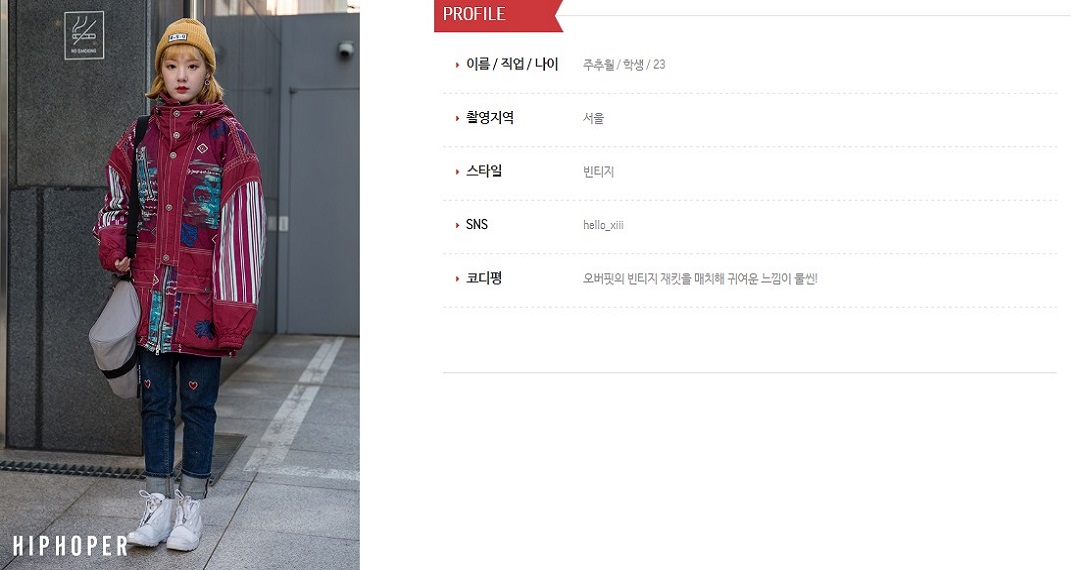 NO SMOKING
HIPHOPER
PROFILE
이름 / 직업 / 나이 주추월 / 학생 / 23
촬영지역 서울
스타일 빈티지
SNS hello_xiii
코디평 오버핏의 빈티지 재킷을 매치해 귀여운 느낌이 물씬!